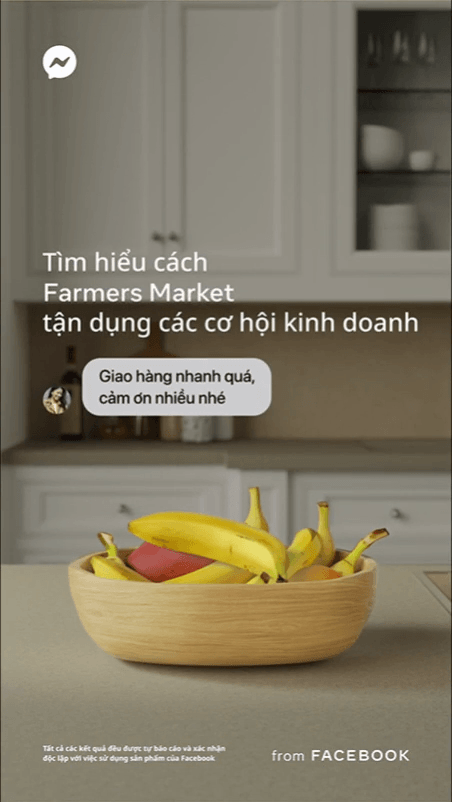 Tìm hiểu cách
Farmers Market
tận dụng các cơ hội kinh doanh
Giao hàng nhanh quá,
cảm ơn nhiều nhé
Tất cả các kết quả đều được tự báo cáo và xác nhận
độc lập với việc sử dụng sản phẩm của Facebook
from FACEBOOK